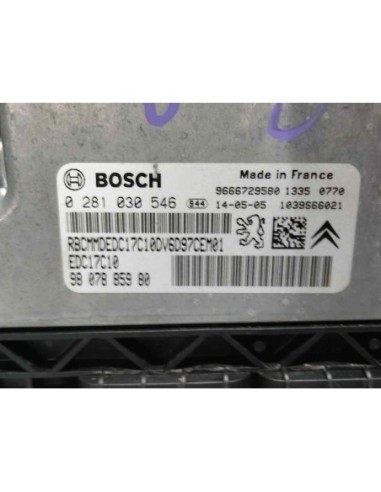 BOSCH
Made in France
9666729580 1335 0770
0 281 030 546 S44 14-05-05 1039S66021
RBCMMDEDC17C10DV6D97CEM01
EDC17C10
98 078 859 80